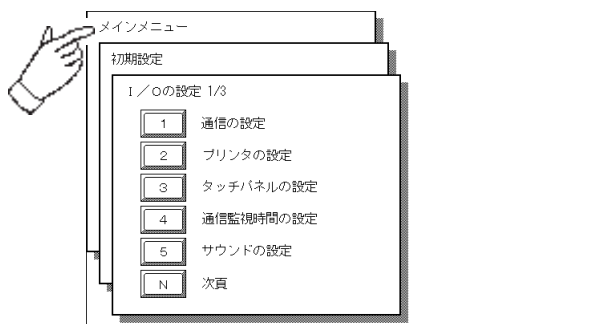 メインメニュー
初期設定
I／Oの設定 1/3
1 通信の設定
2 プリンタの設定
3 タッチパネルの設定
4 通信監視時間の設定
5 サウンドの設定
N 次頁